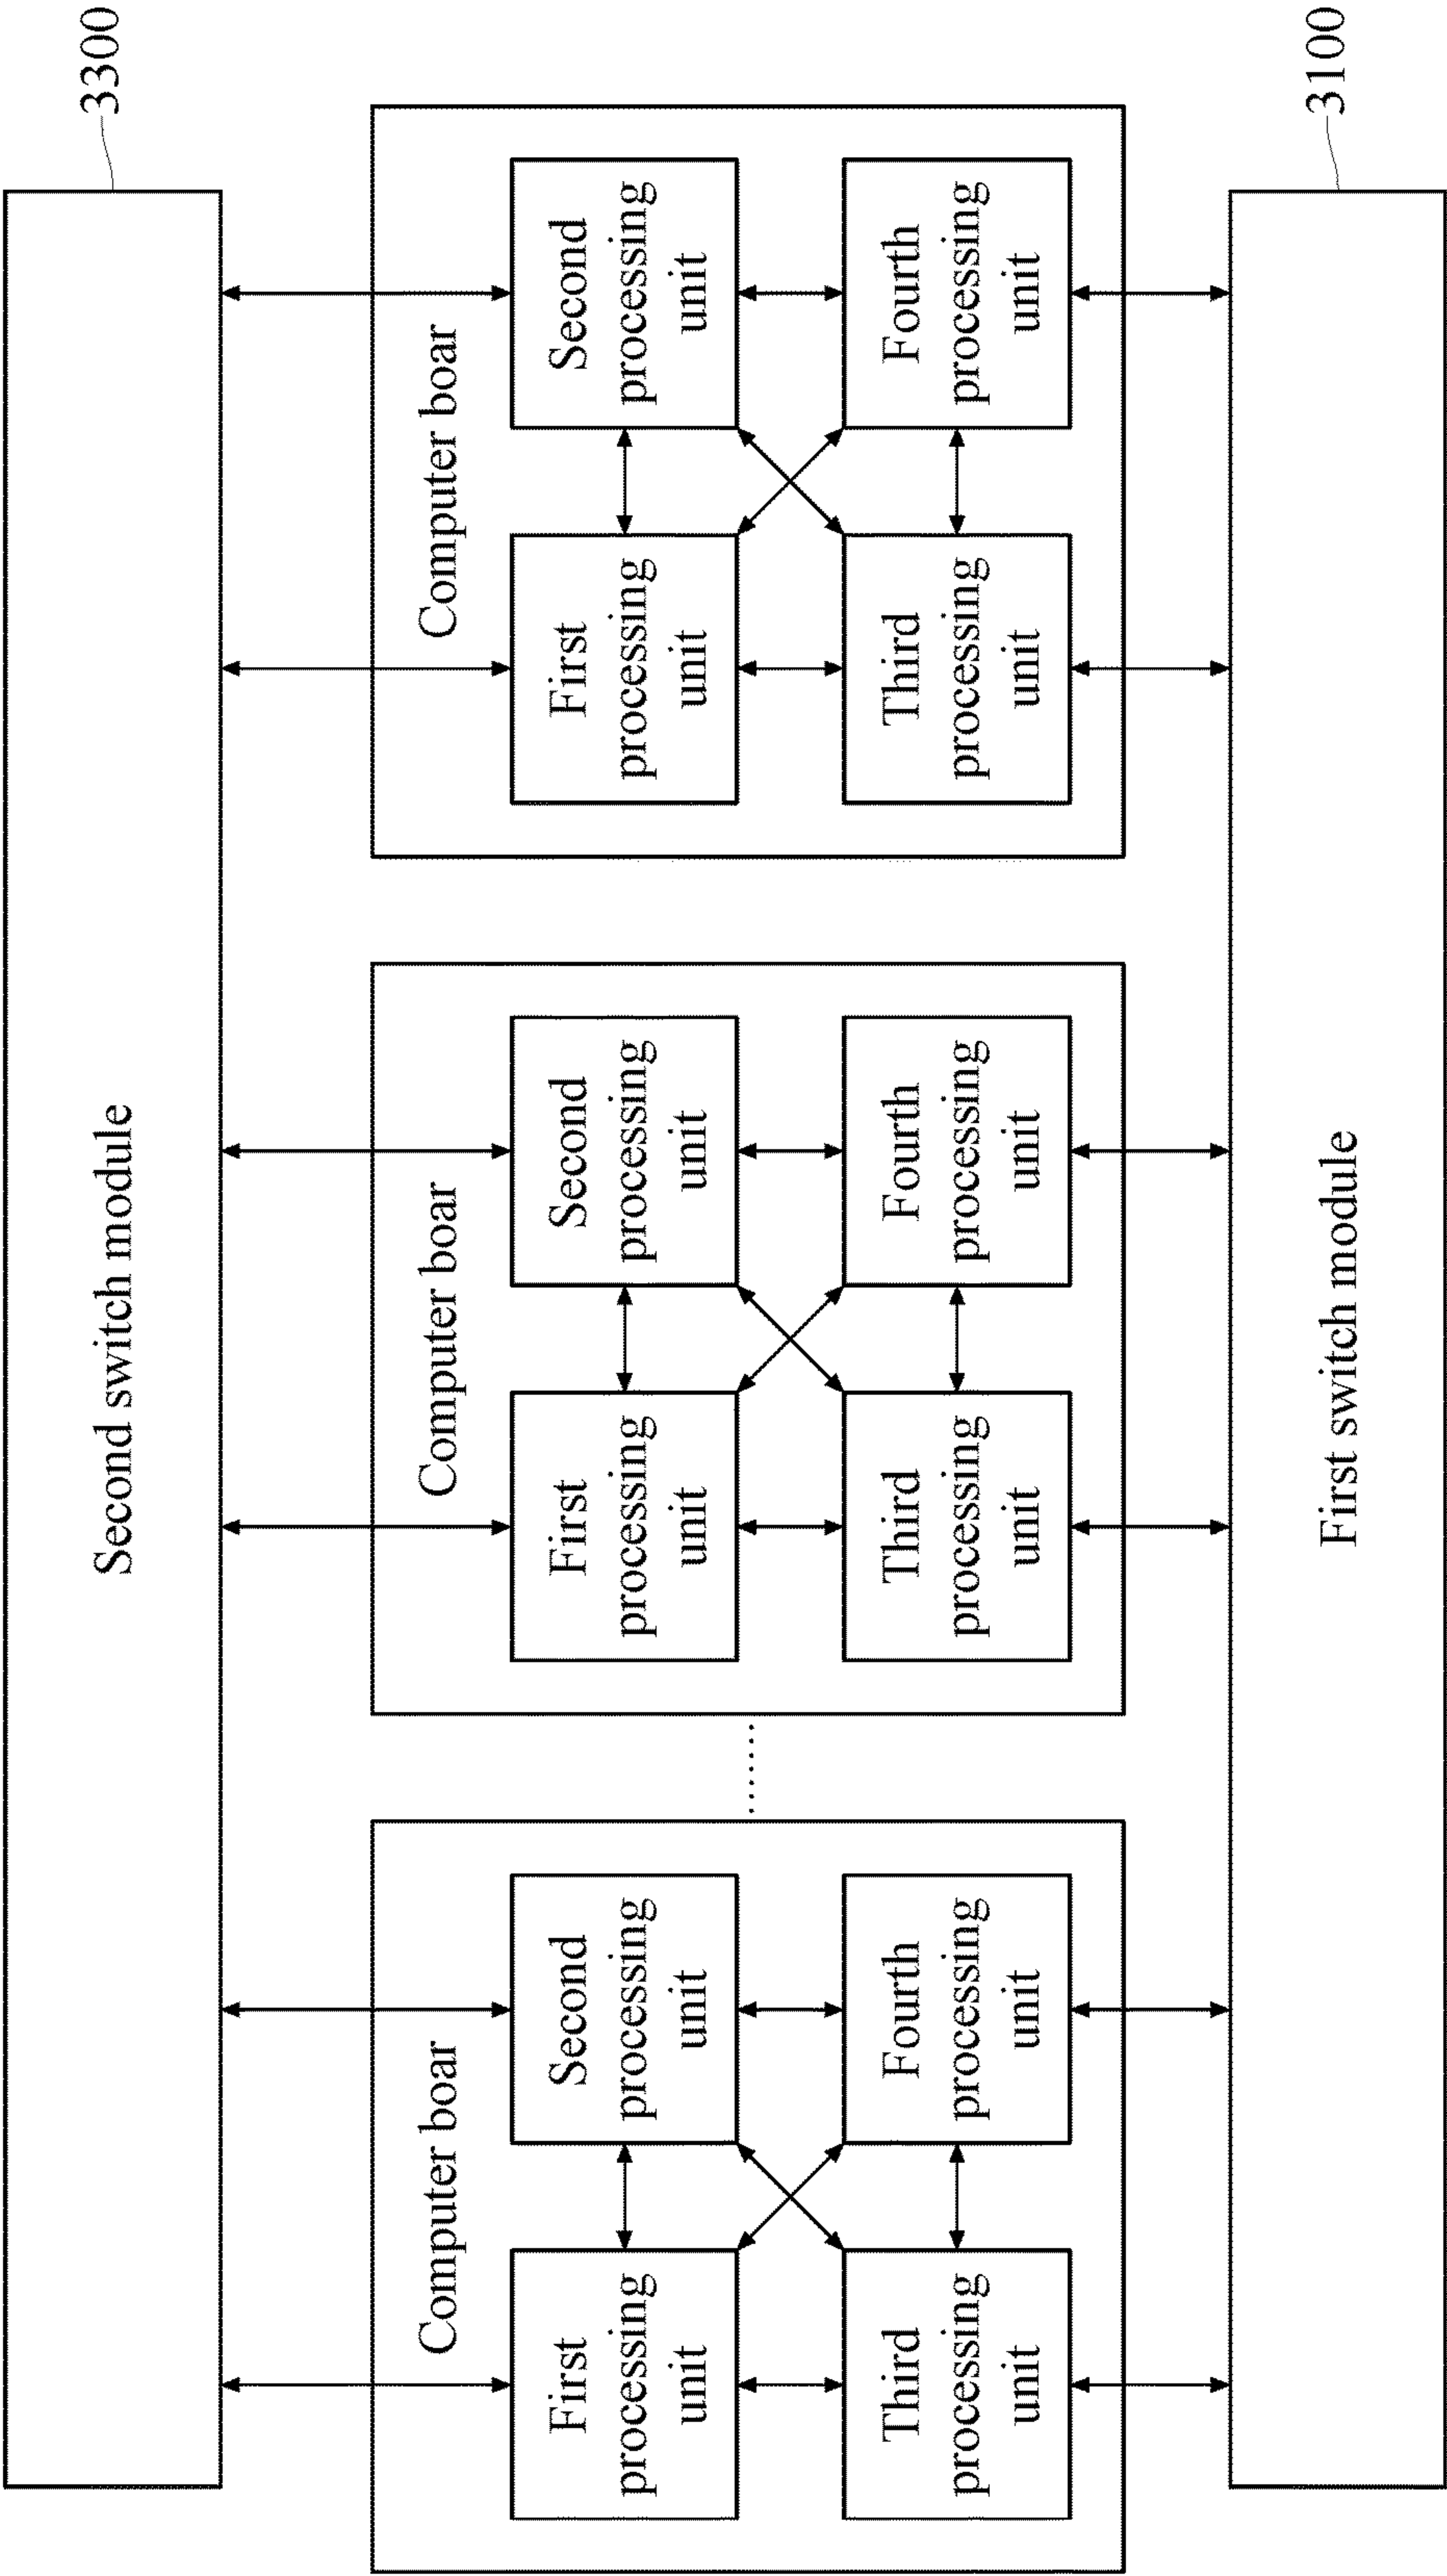 Second switch module
3300
Computer boar
First
processing
unit
Second
processing
unit
Third
processing
unit
Fourth
processing
unit
Computer boar
First
processing
unit
Second
processing
unit
Third
processing
unit
Fourth
processing
unit
Computer boar
First
processing
unit
Second
processing
unit
Third
processing
unit
Fourth
processing
unit
First switch module
3100